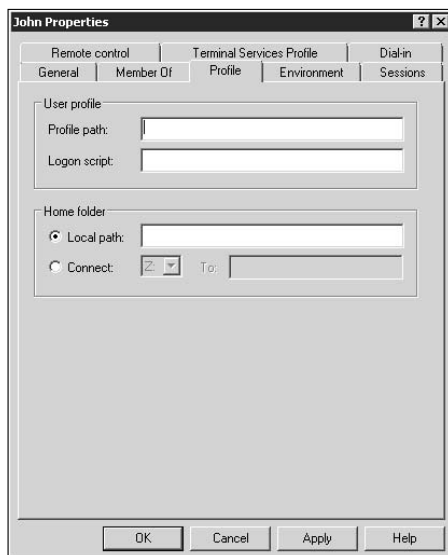 John Properties
Remote control Terminal Services Profile Dial-in
General Member Of Profile Environment Sessions
User profile
Profile path:
Logon script:
Home folder
Local path:
Connect: Z: To:
OK Cancel Apply Help